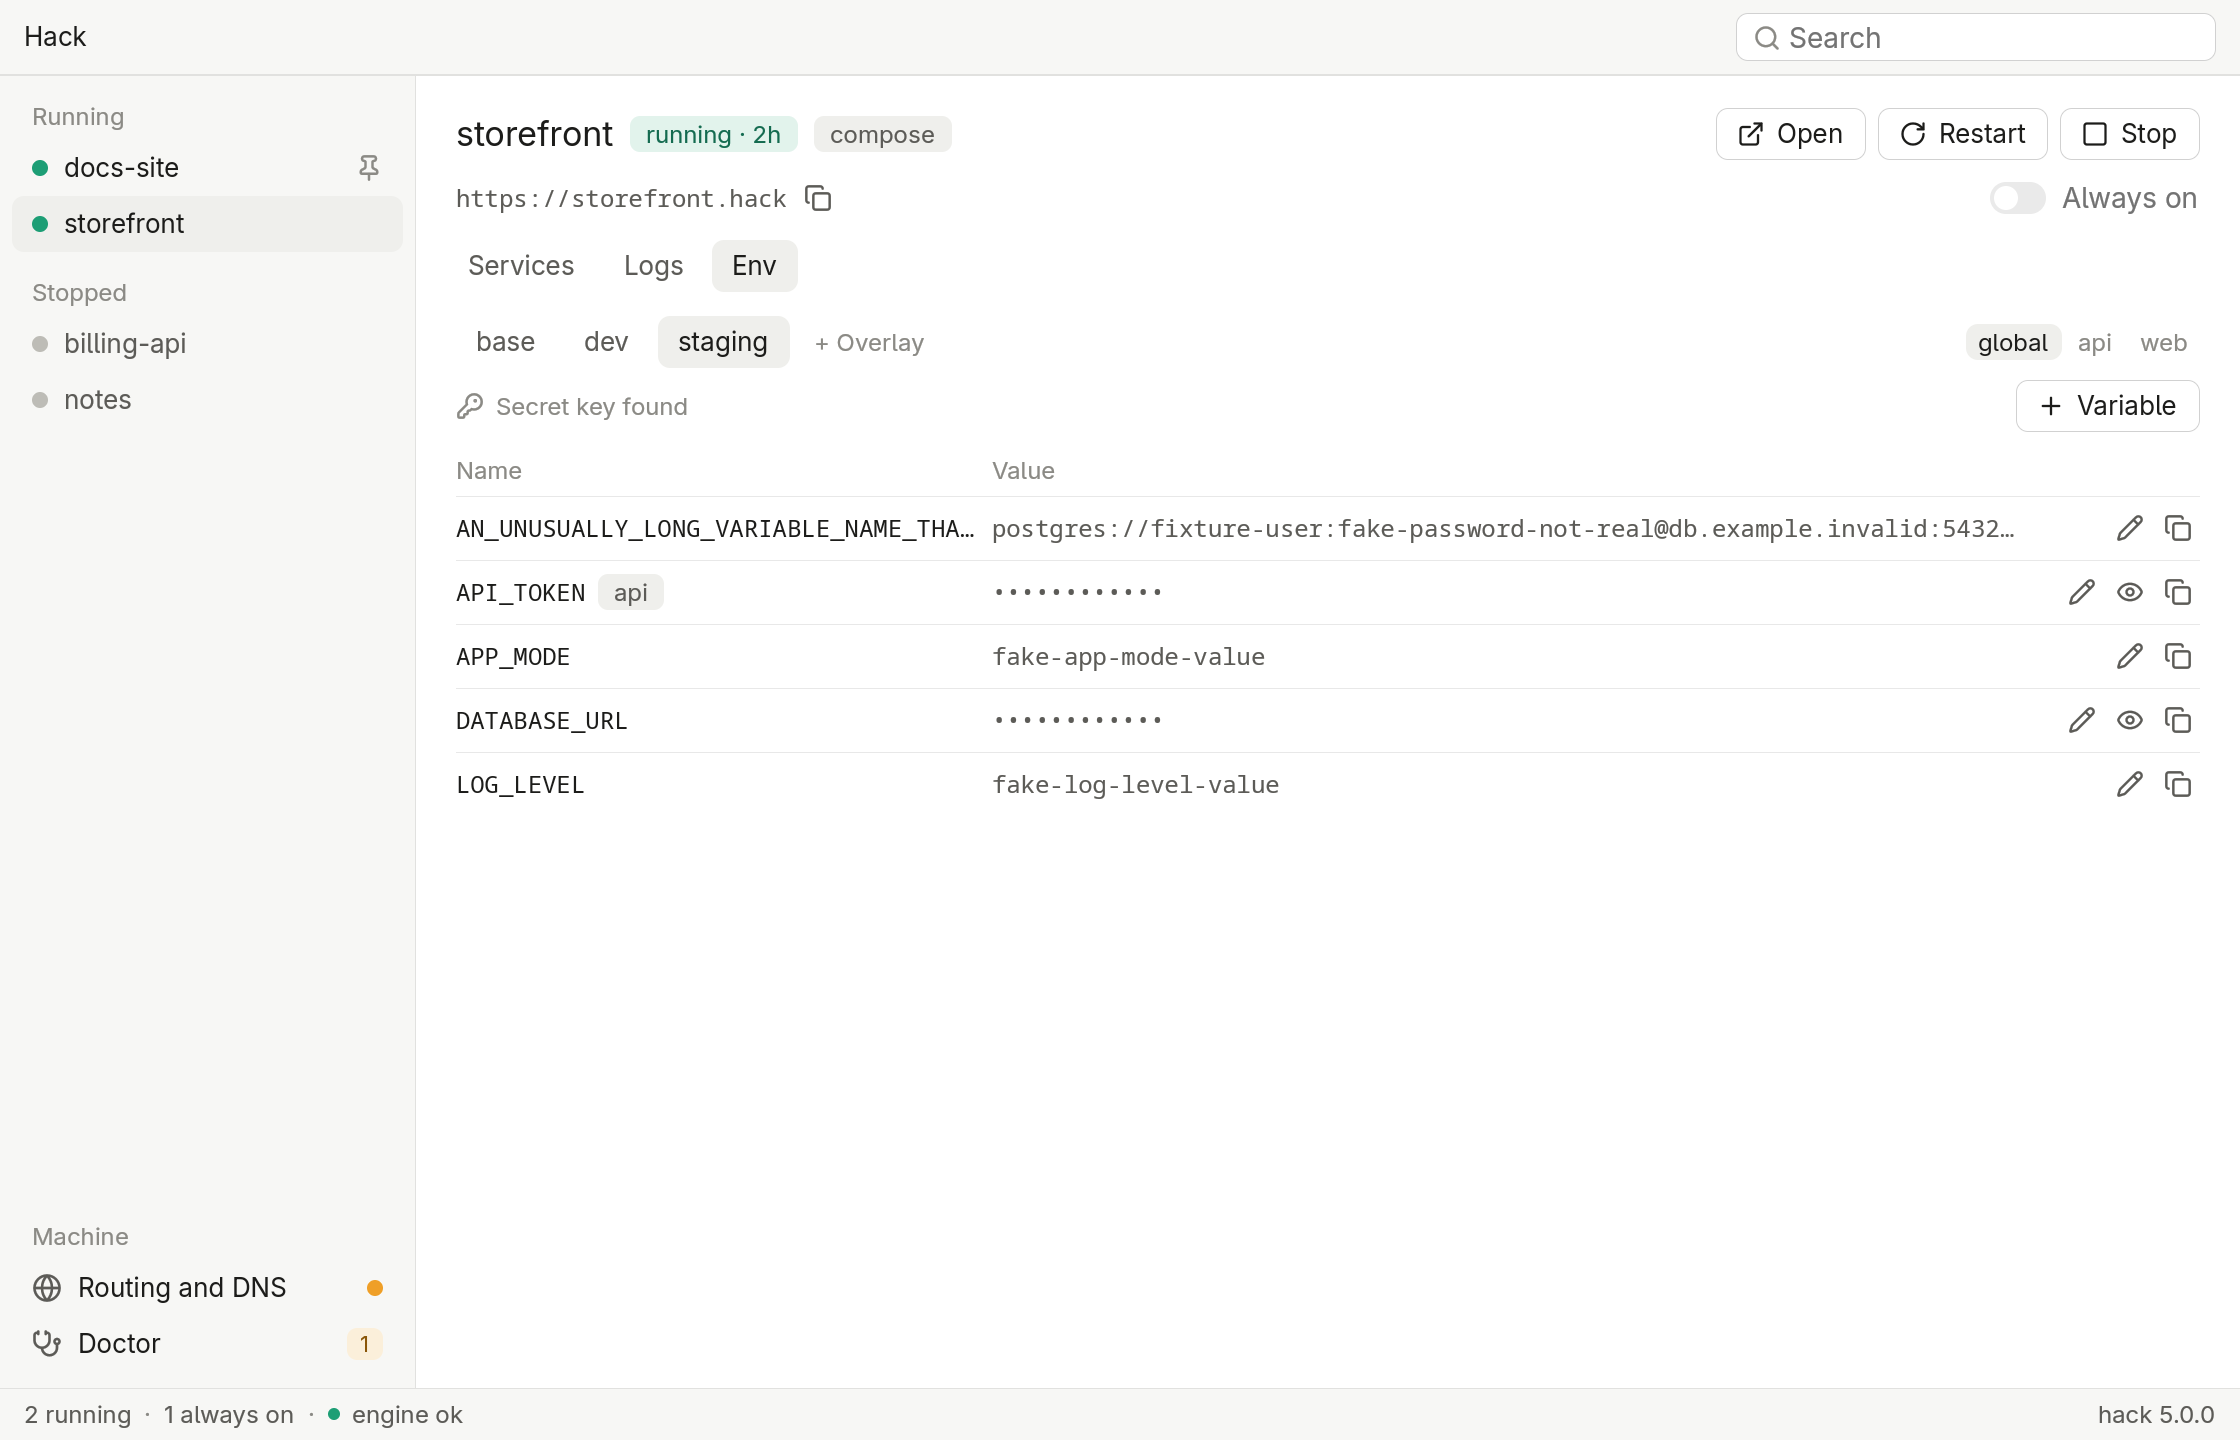 Hack
Search
Running
docs-site
storefront
Stopped
billing-api
notes
Machine
Routing and DNS
Doctor 1
storefront running · 2h compose
Open Restart Stop
https://storefront.hack
Always on
Services Logs Env
base dev staging + Overlay
global api web
Secret key found
+ Variable
Name Value
AN_UNUSUALLY_LONG_VARIABLE_NAME_THA… postgres://fixture-user:fake-password-not-real@db.example.invalid:5432…
API_TOKEN api ••••••••••••
APP_MODE fake-app-mode-value
DATABASE_URL ••••••••••••
LOG_LEVEL fake-log-level-value
2 running · 1 always on · engine ok
hack 5.0.0